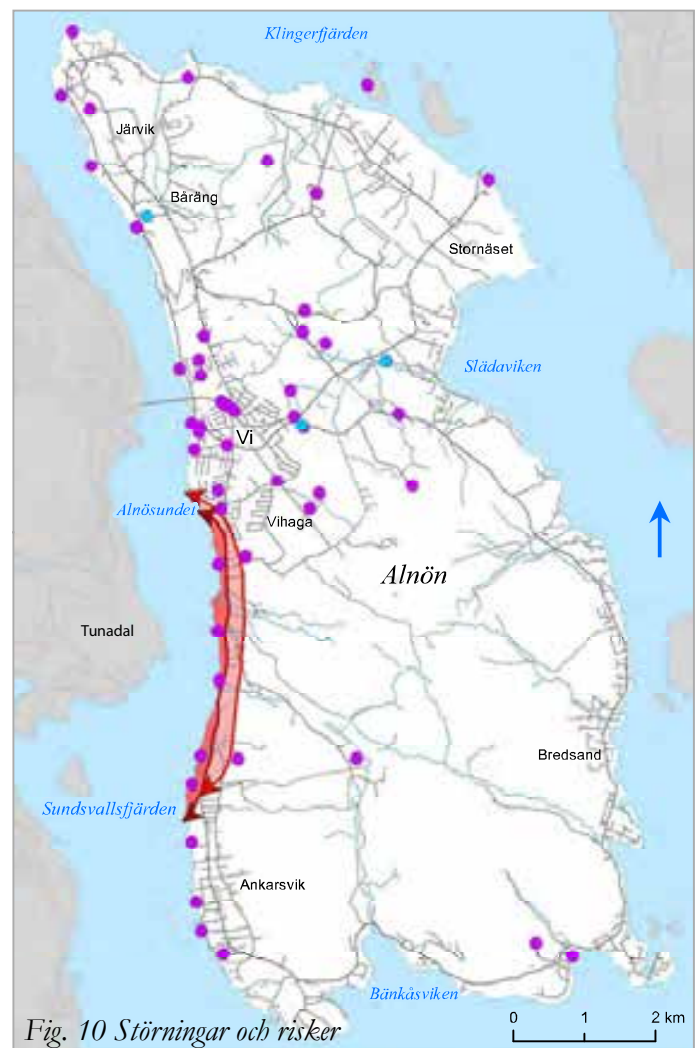 Klingerfjärden
Järvik
Båräng
Stornäset
Slädaviken
Vi
Alnösundet
Vihaga
Alnön
Tunadal
Bredsand
Sundsvallsfjärden
Ankarsvik
Bänkåsviken
0 1 2 km
Fig. 10 Störningar och risker